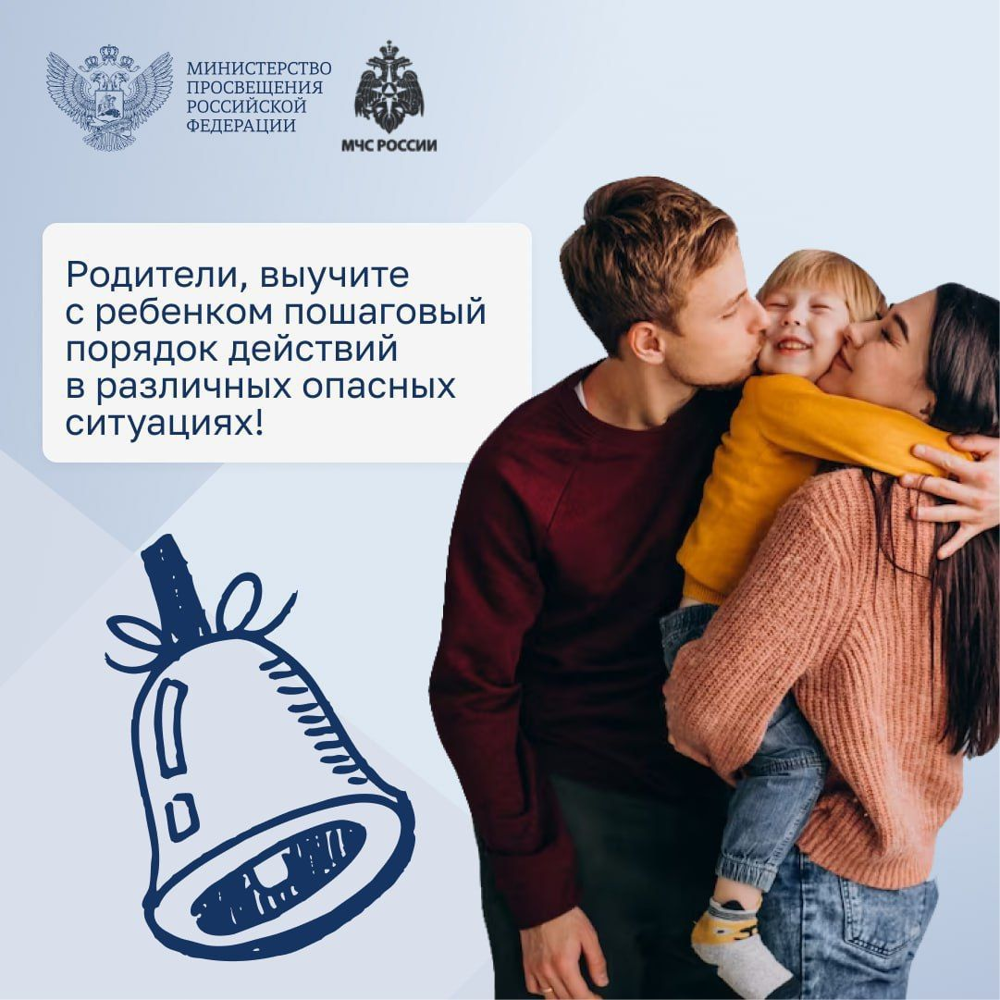 МИНИСТЕРСТВО
ПРОСВЕЩЕНИЯ
РОССИЙСКОЙ
ФЕДЕРАЦИИ
МЧС РОССИИ
Родители, выучите
с ребенком пошаговый
порядок действий
в различных опасных
ситуациях!